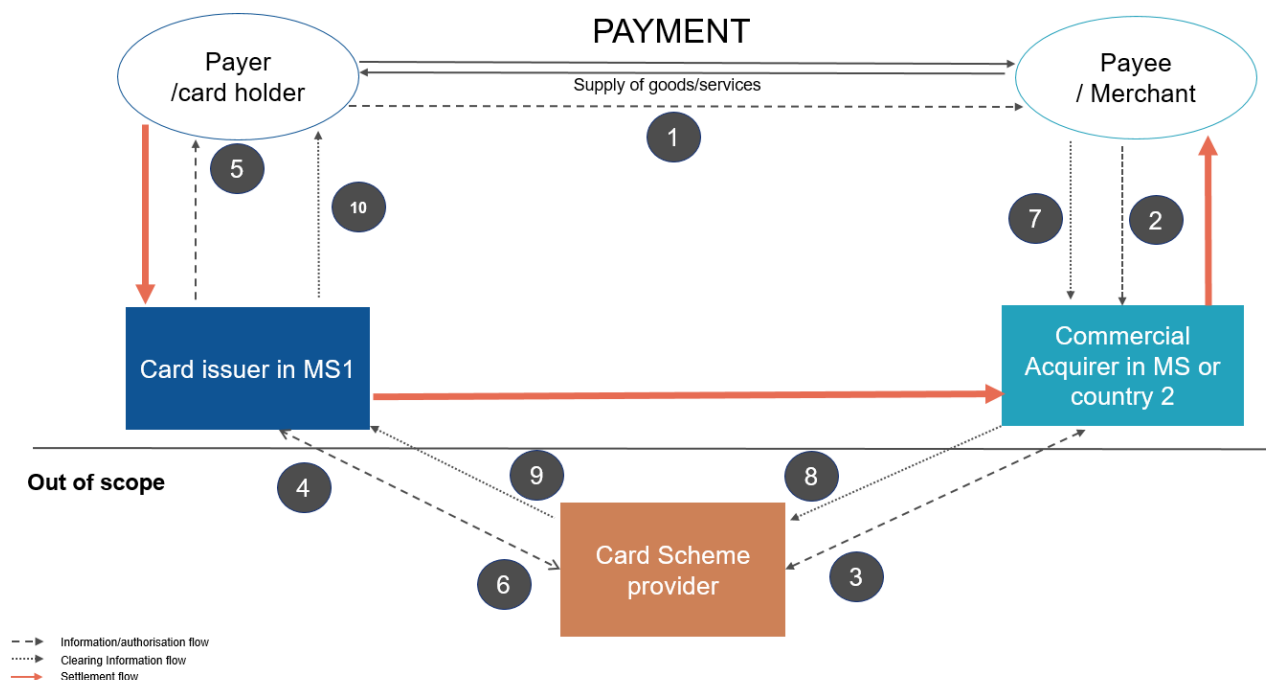 PAYMENT
Payer
/card holder
Payee
/ Merchant
Supply of goods/services
1
5
10
7
2
Card issuer in MS1
Commercial
Acquirer in MS or
country 2
Out of scope
4
9
8
Card Scheme
provider
6
3
Information/authorisation flow
Clearing Information flow
Settlement flow